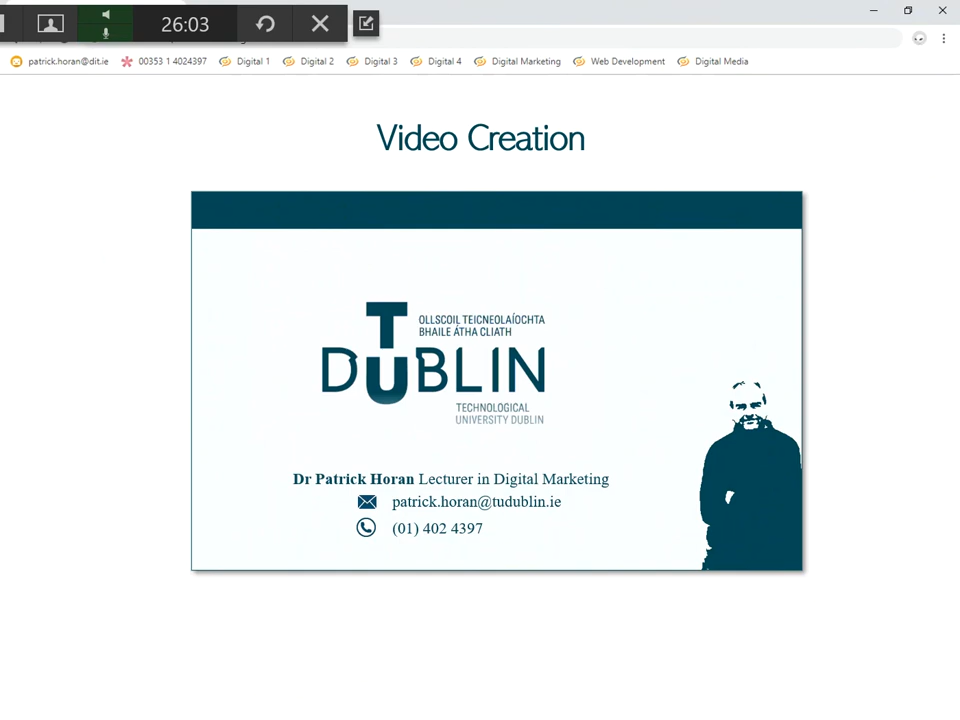 26:03
patrick.horan@dit.ie 00353 1 4024397 Digital 1 Digital 2 Digital 3 Digital 4 Digital Marketing Web Development Digital Media
Video Creation
T
OLLSCOIL TEICNEOLAÍOCHTA
BHAILE ÁTHA CLIATH
DUBLIN
TECHNOLOGICAL
UNIVERSITY DUBLIN
Dr Patrick Horan Lecturer in Digital Marketing
patrick.horan@tudublin.ie
(01) 402 4397